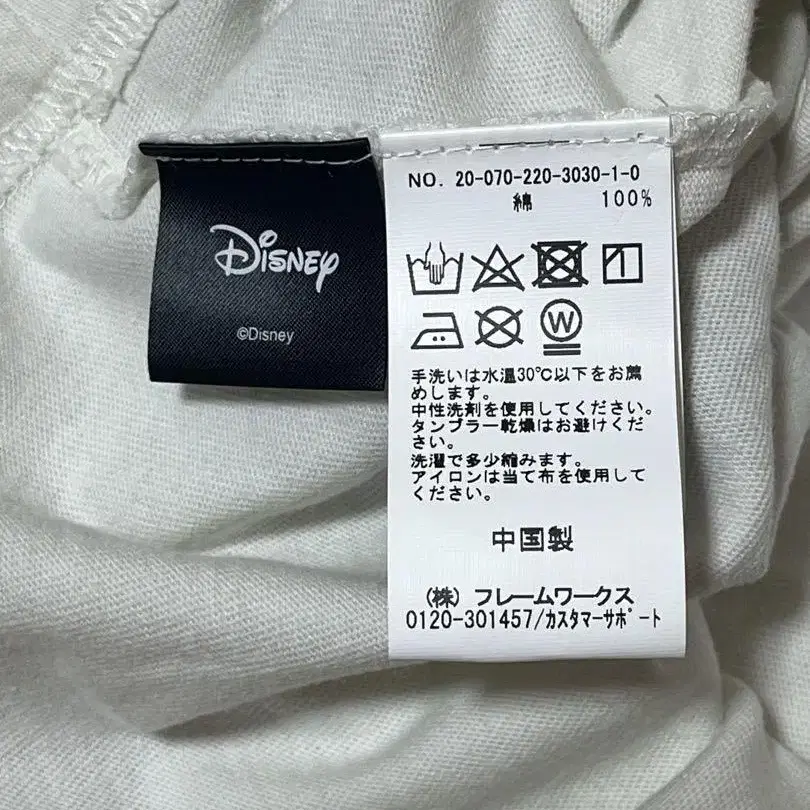 Disney
©Disney
NO. 20-070-220-3030-1-0
綿 100%
W
手洗いは水温30℃以下をお薦
めします。
中性洗剤を使用してください。
タンブラー乾燥はお避けくだ
さい。
洗濯で多少縮みます。
アイロンは当て布を使用して
ください。
中国製
(株) フレームワークス
0120-301457/カスタマーサポート